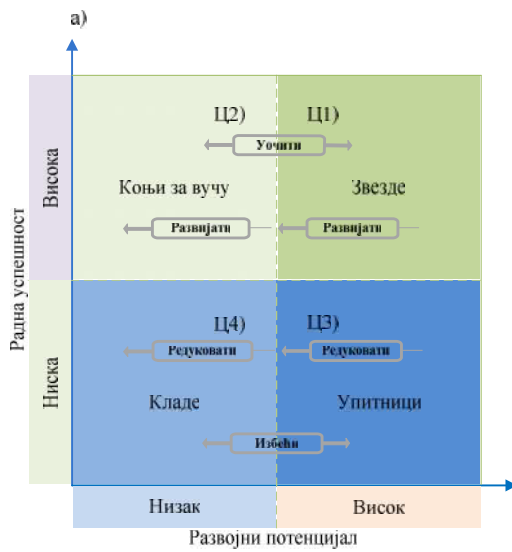 а)
Ц2)
Ц1)
Уочити
Коњи за вучу
Звезде
Развијати
Развијати
Висока
Радна успешност
Ц4)
Ц3)
Редуковати
Редуковати
Ниска
Кладе
Упитници
Избећи
Низак
Висок
Развојни потенцијал